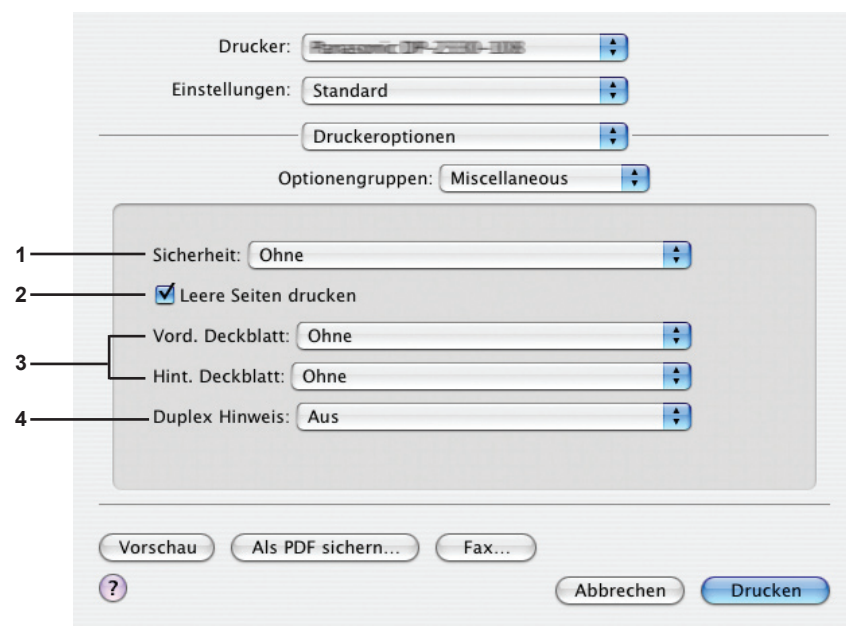 Drucker:
Einstellungen: Standard
Druckeroptionen
Optionengruppen: Miscellaneous
1 Sicherheit: Ohne
2 Leere Seiten drucken
Vord. Deckblatt: Ohne
3
Hint. Deckblatt: Ohne
4 Duplex Hinweis: Aus
Vorschau Als PDF sichern... Fax...
? Abbrechen Drucken